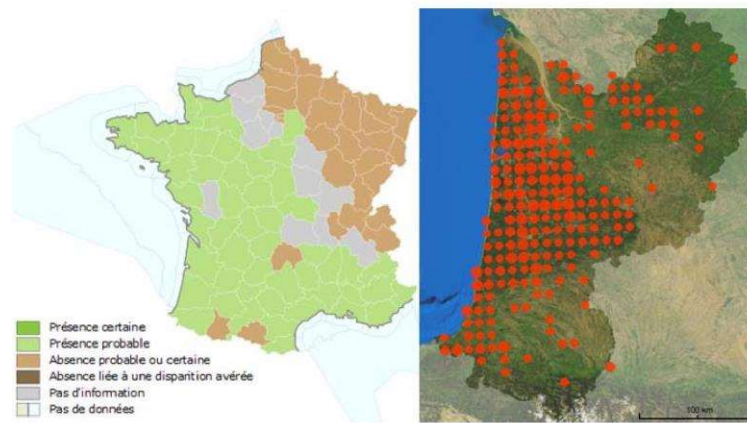 Présence certaine
Présence probable
Absence probable ou certaine
Absence liée à une disparition avérée
Pas d'information
Pas de données
100 km